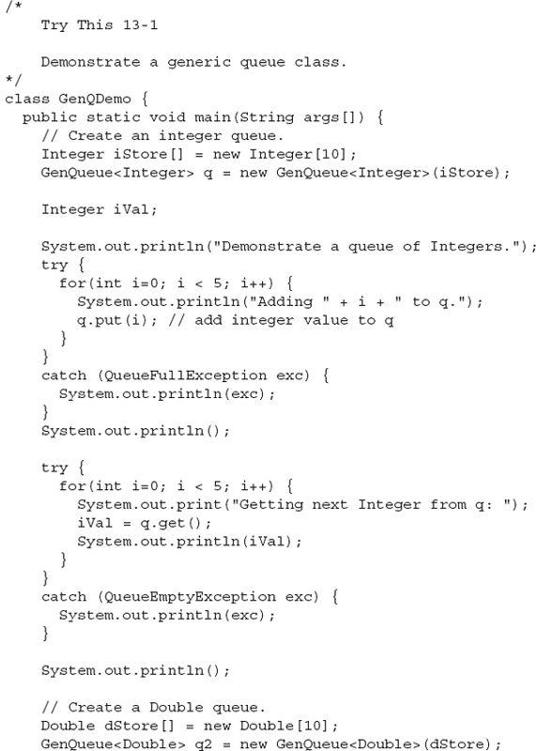 /*
    Try This 13-1

    Demonstrate a generic queue class.
*/
class GenQDemo {
  public static void main(String args[]) {
    // Create an integer queue.
    Integer iStore[] = new Integer[10];
    GenQueue<Integer> q = new GenQueue<Integer>(iStore);

    Integer iVal;

    System.out.println("Demonstrate a queue of Integers.");
    try {
      for(int i=0; i < 5; i++) {
        System.out.println("Adding " + i + " to q.");
        q.put(i); // add integer value to q
      }
    }
    catch (QueueFullException exc) {
      System.out.println(exc);
    }
    System.out.println();

    try {
      for(int i=0; i < 5; i++) {
        System.out.print("Getting next Integer from q: ");
        iVal = q.get();
        System.out.println(iVal);
      }
    }
    catch (QueueEmptyException exc) {
      System.out.println(exc);
    }

    System.out.println();

    // Create a Double queue.
    Double dStore[] = new Double[10];
    GenQueue<Double> q2 = new GenQueue<Double>(dStore);